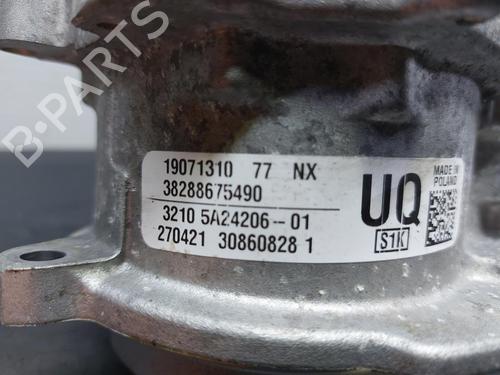 19071310 77 NX
38288675490
3210 5A24206-01
270421 30860828 1
UQ
S1K
MADE IN
POLAND
B-PARTS